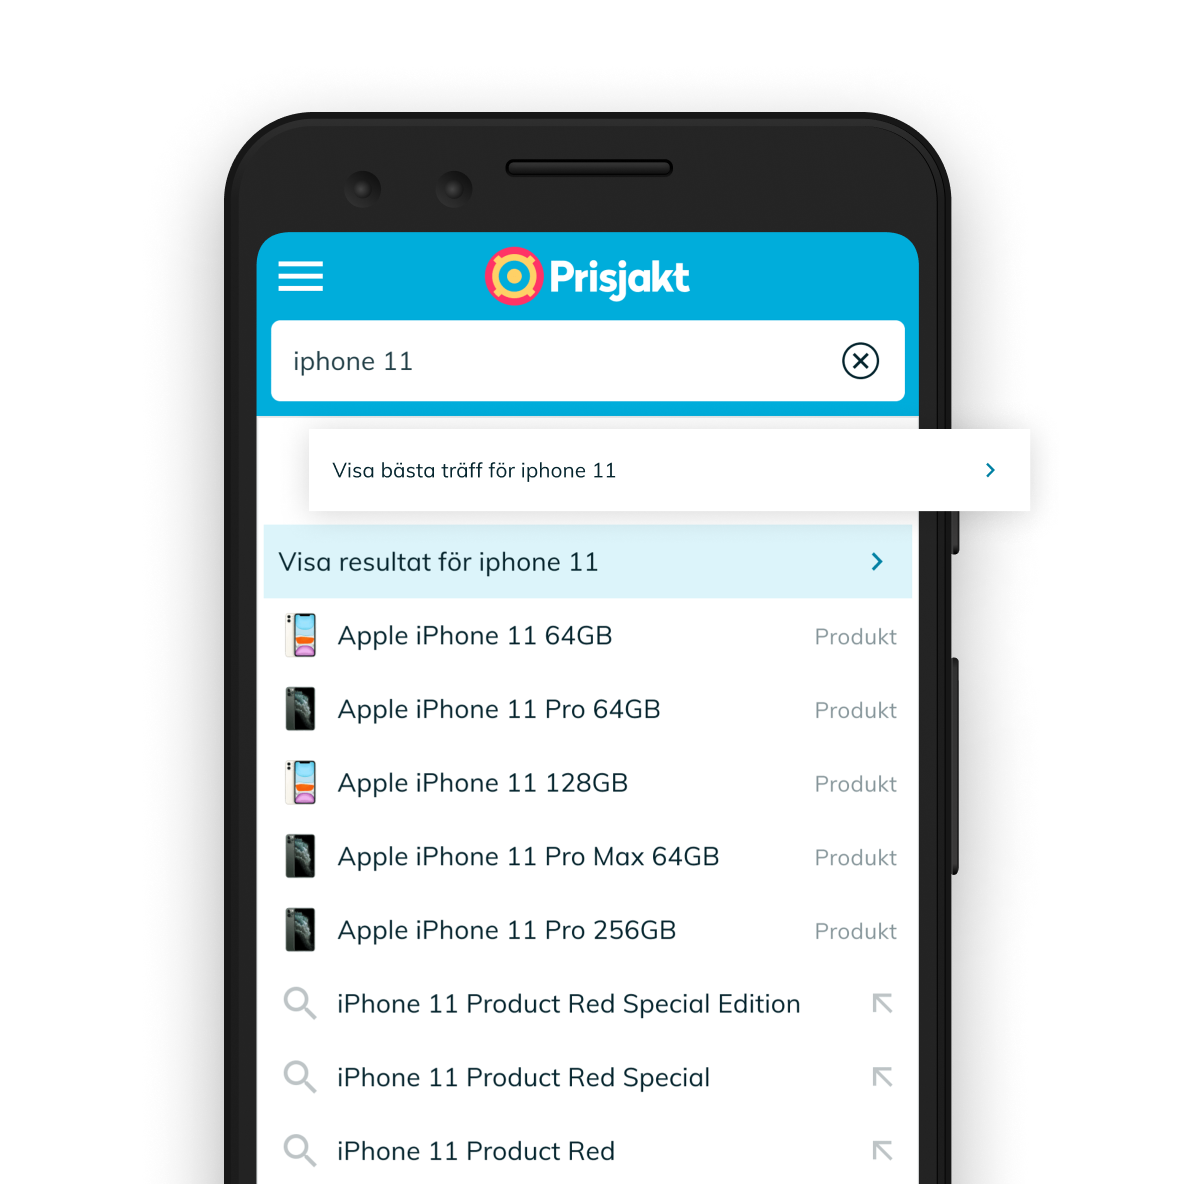 Prisjakt
iphone 11
Visa bästa träff för iphone 11
Visa resultat för iphone 11
Apple iPhone 11 64GB Produkt
Apple iPhone 11 Pro 64GB Produkt
Apple iPhone 11 128GB Produkt
Apple iPhone 11 Pro Max 64GB Produkt
Apple iPhone 11 Pro 256GB Produkt
iPhone 11 Product Red Special Edition
iPhone 11 Product Red Special
iPhone 11 Product Red